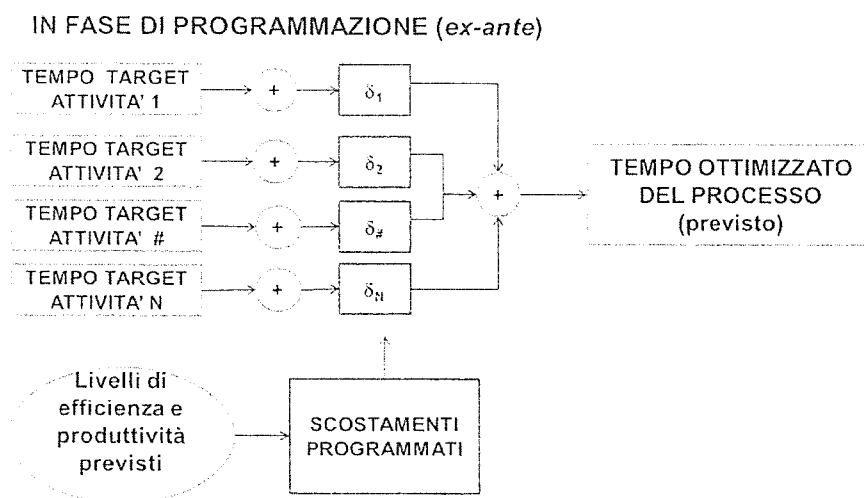 IN FASE DI PROGRAMMAZIONE (ex-ante)
TEMPO TARGET
ATTIVITA' 1
+
δ1
TEMPO TARGET
ATTIVITA' 2
+
δ2
+
TEMPO OTTIMIZZATO
DEL PROCESSO
(previsto)
TEMPO TARGET
ATTIVITA' #
+
δ#
TEMPO TARGET
ATTIVITA' N
+
δN
Livelli di
efficienza e
produttività
previsti
SCOSTAMENTI
PROGRAMMATI